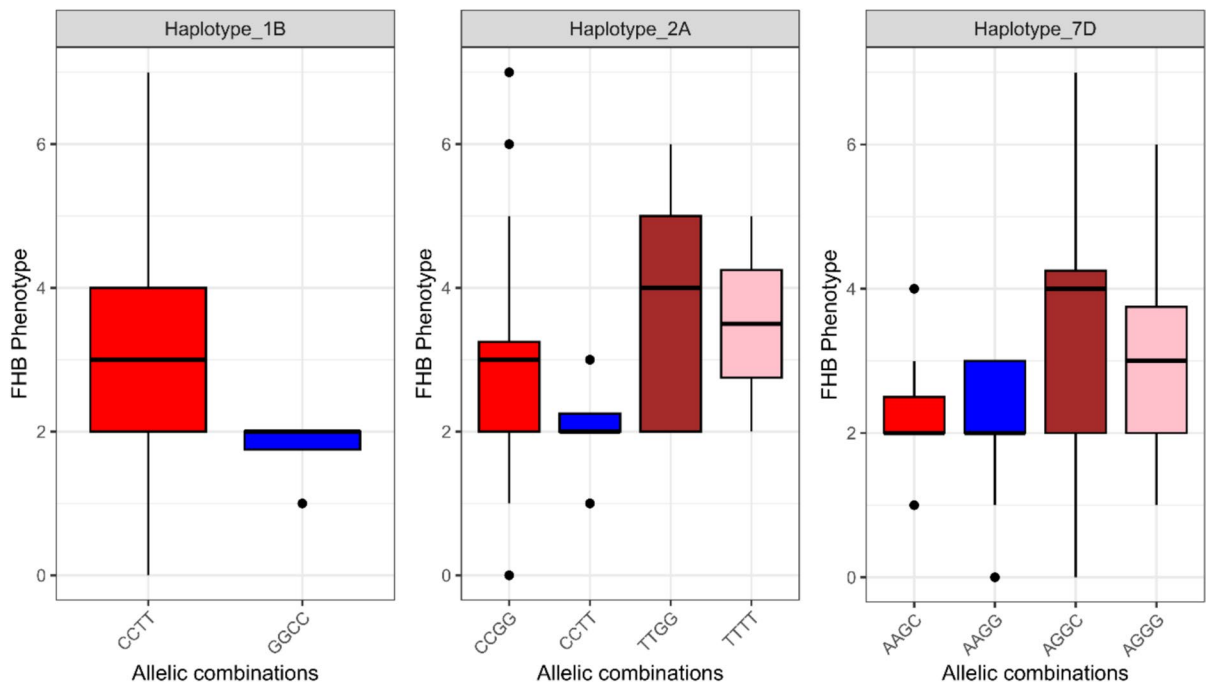 Haplotype_1B
FHB Phenotype
6
4
2
0
CCTT
GGCC
Allelic combinations
Haplotype_2A
FHB Phenotype
6
4
2
0
CCGG
CCTT
TTGG
TTTT
Allelic combinations
Haplotype_7D
FHB Phenotype
6
4
2
0
AAGC
AAGG
AGGC
AGGG
Allelic combinations